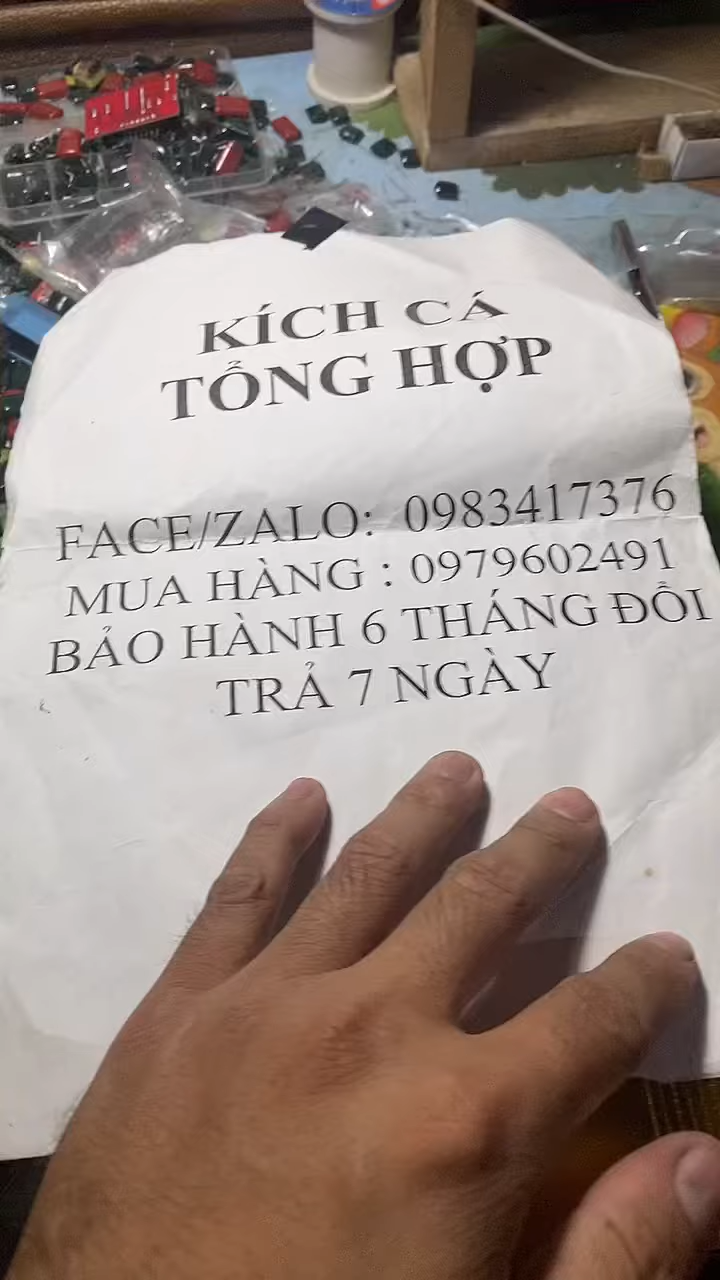 KÍCH CÁ
TỔNG HỢP
FACE/ZALO: 0983417376
MUA HÀNG : 0979602491
BẢO HÀNH 6 THÁNG ĐỔI
TRẢ 7 NGÀY